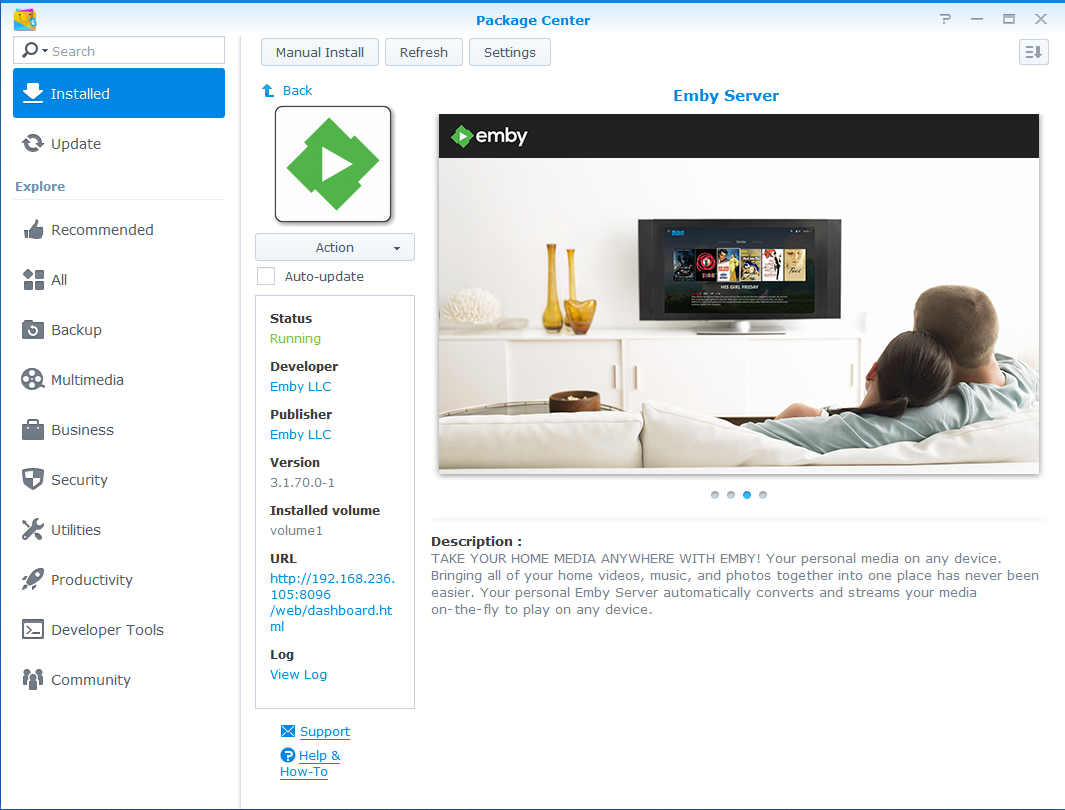 Package Center
Search
Installed
Update
Explore
Recommended
All
Backup
Multimedia
Business
Security
Utilities
Productivity
Developer Tools
Community
Manual Install
Refresh
Settings
Back
Action
Auto-update
Status
Running
Developer
Emby LLC
Publisher
Emby LLC
Version
3.1.70.0-1
Installed volume
volume1
URL
http://192.168.236.
105:8096
/web/dashboard.ht
ml
Log
View Log
Support
Help &
How-To
Emby Server
emby
HIS GIRL FRIDAY
Description :
TAKE YOUR HOME MEDIA ANYWHERE WITH EMBY! Your personal media on any device.
Bringing all of your home videos, music, and photos together into one place has never been
easier. Your personal Emby Server automatically converts and streams your media
on-the-fly to play on any device.